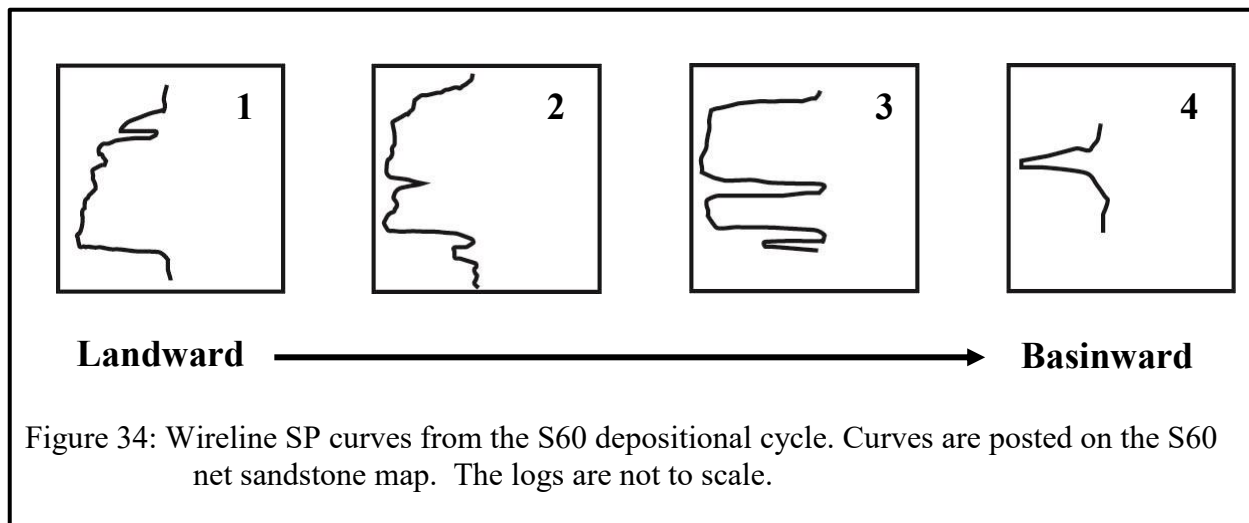 1
2
3
4
Landward
Basinward
Figure 34: Wireline SP curves from the S60 depositional cycle. Curves are posted on the S60
net sandstone map. The logs are not to scale.